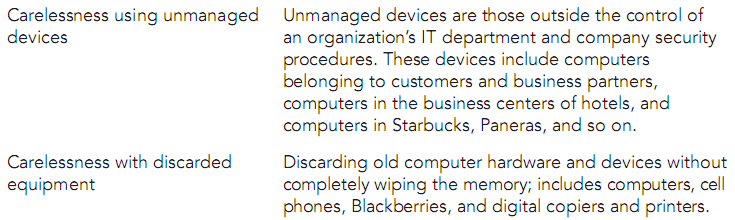 Carelessness using unmanaged devices
Unmanaged devices are those outside the control of
an organization's IT department and company security
procedures. These devices include computers
belonging to customers and business partners,
computers in the business centers of hotels, and
computers in Starbucks, Paneras, and so on.
Carelessness with discarded equipment
Discarding old computer hardware and devices without
completely wiping the memory; includes computers, cell
phones, Blackberries, and digital copiers and printers.